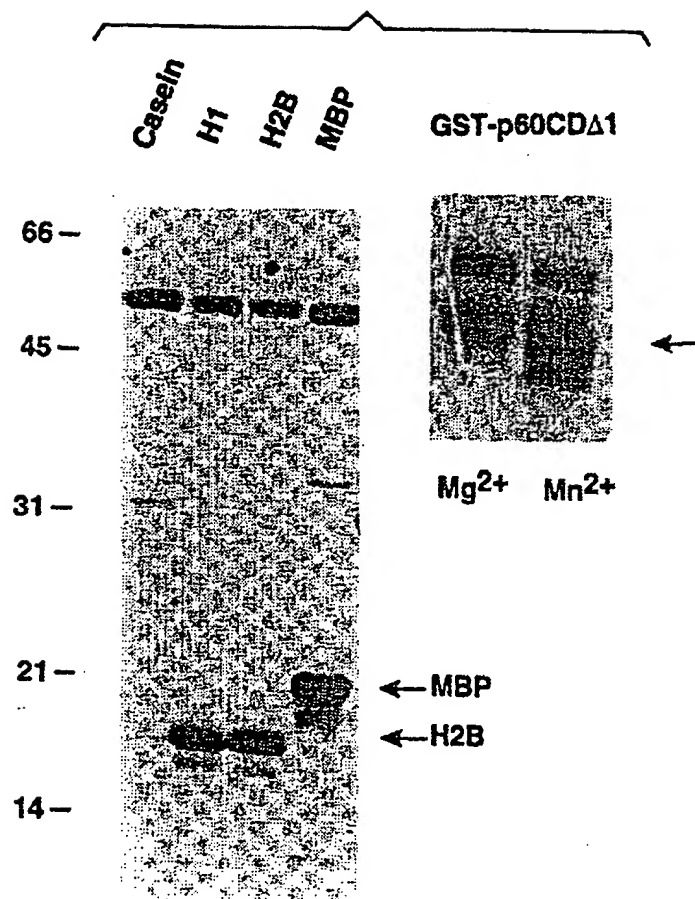 Casein H1 H2B MBP
GST-p60CDΔ1
66
45
31
Mg2+ Mn2+
21
MBP
H2B
14